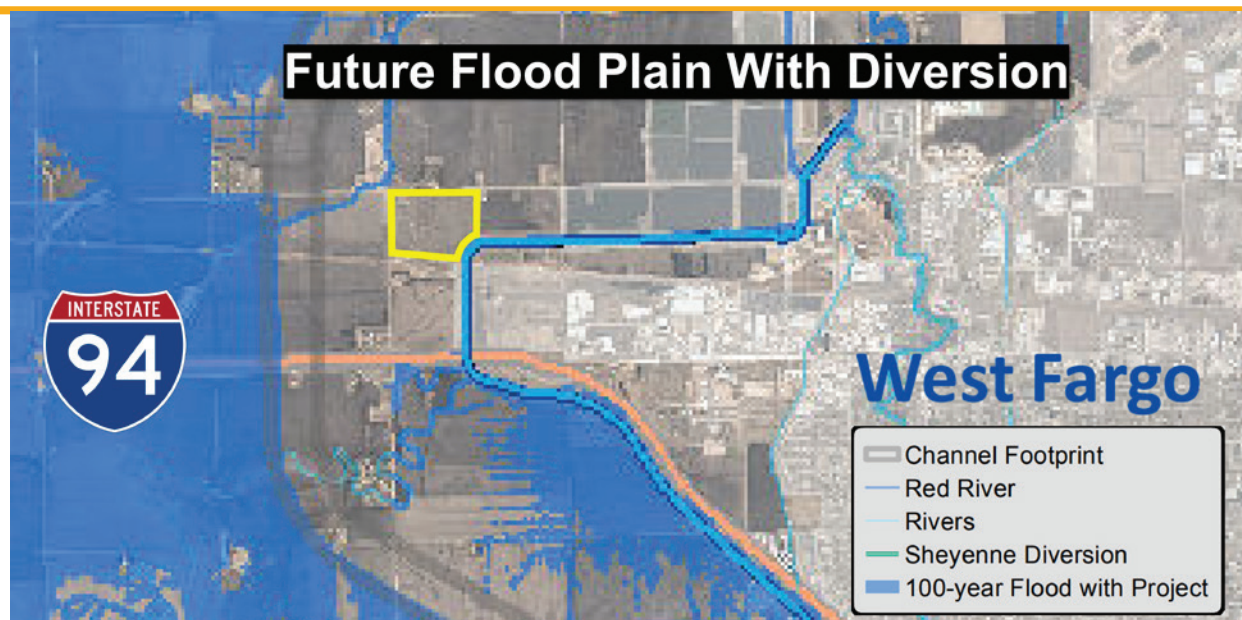 Future Flood Plain With Diversion
INTERSTATE
94
West Fargo
Channel Footprint
Red River
Rivers
Sheyenne Diversion
100-year Flood with Project